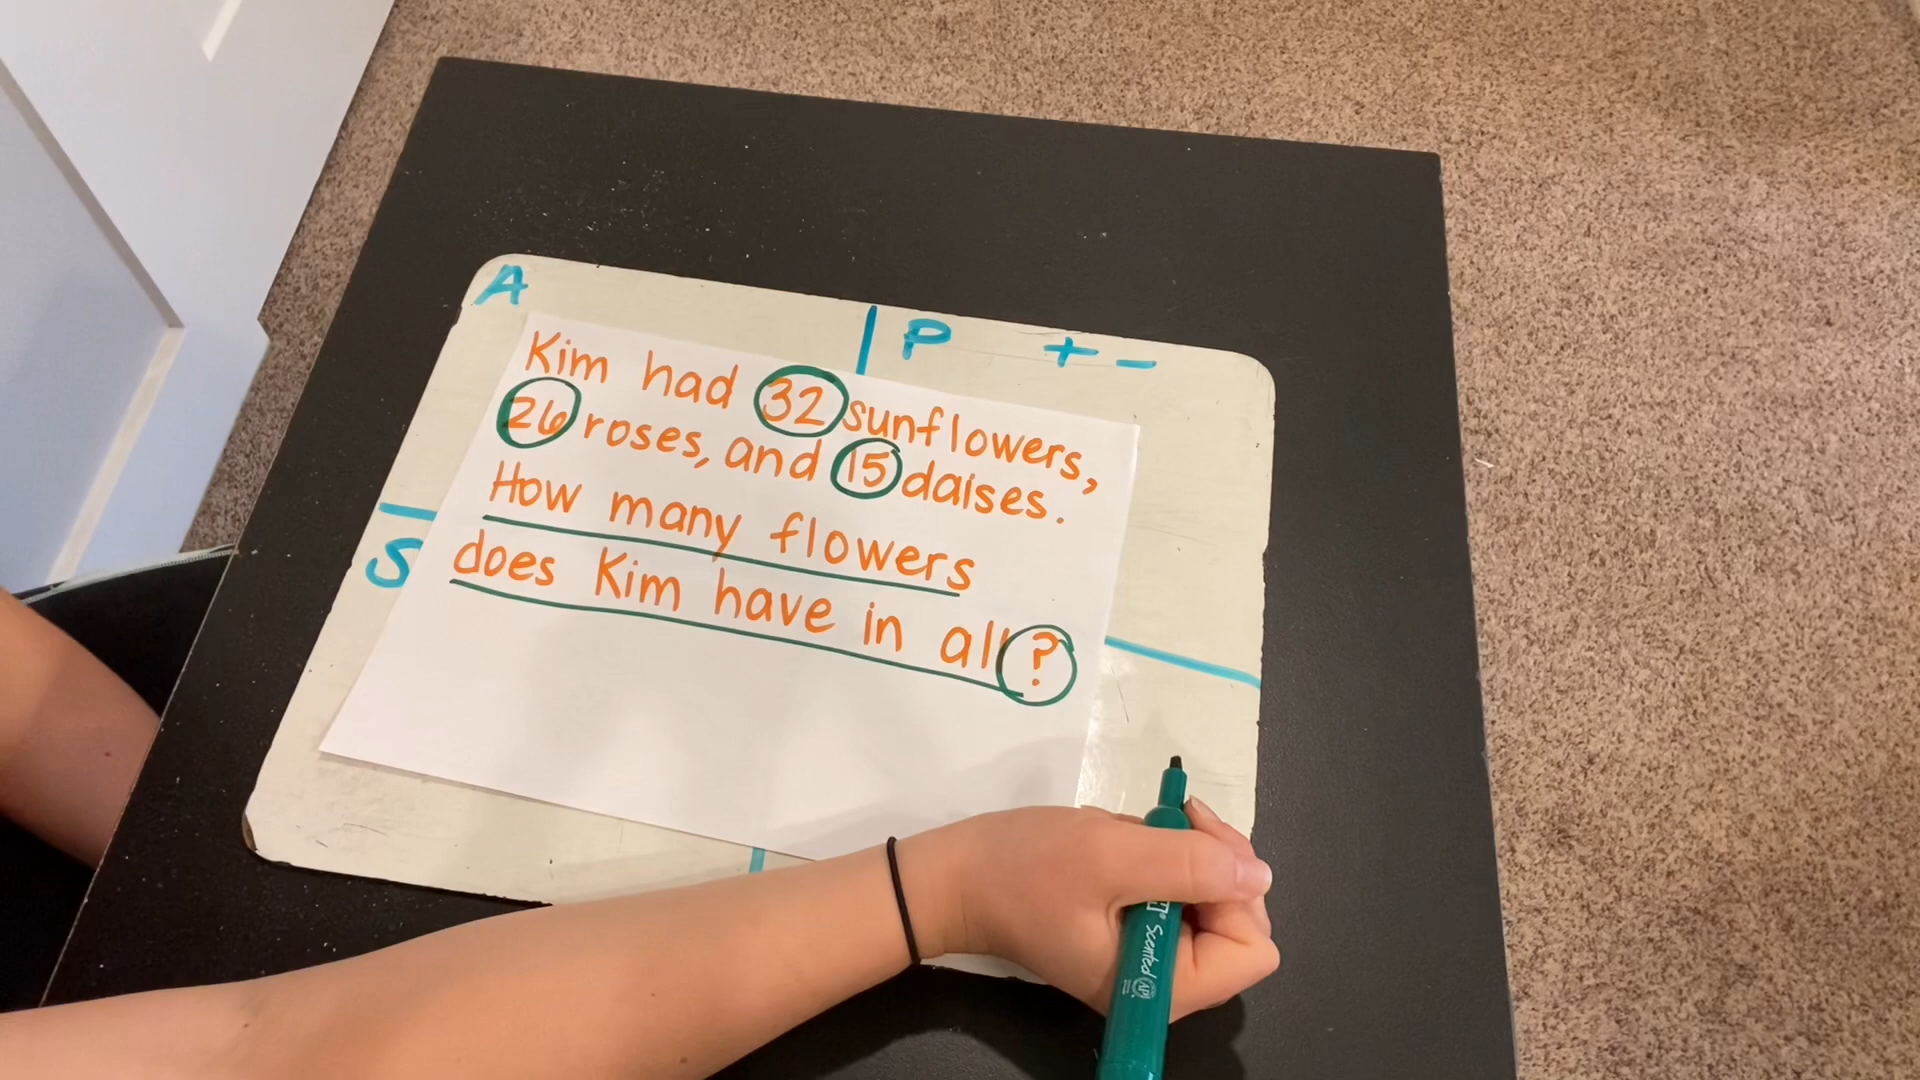 A
P + -
Kim had 32 sunflowers,
26 roses, and 15 daises.
How many flowers
does Kim have in all?
S
Scented